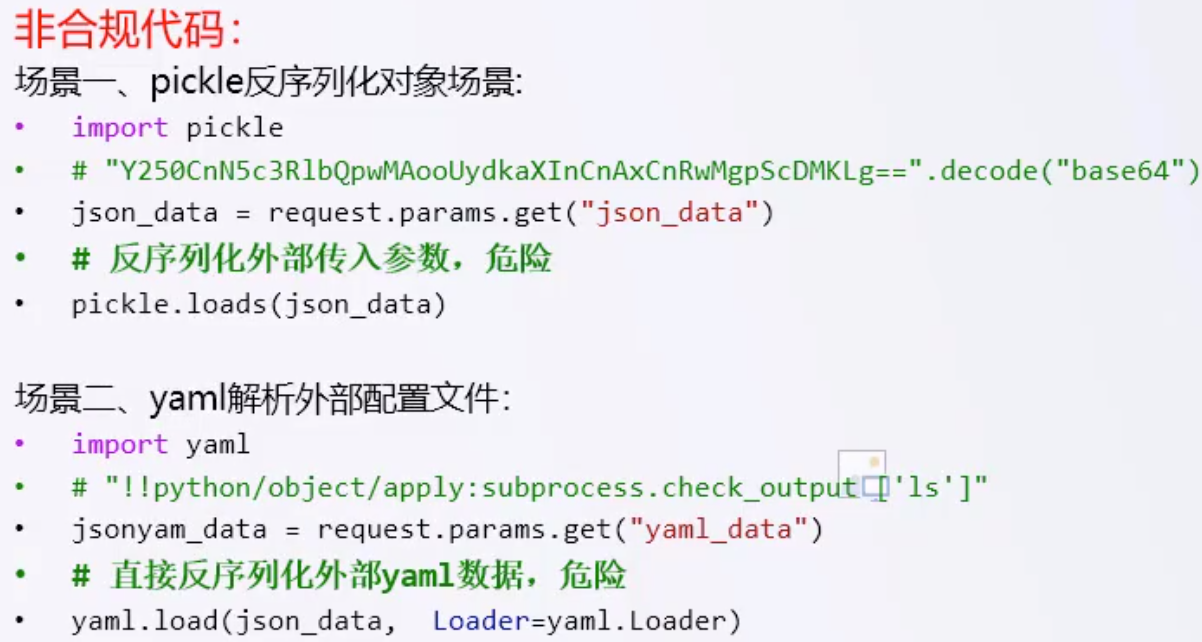 非合规代码：
场景一、pickle反序列化对象场景:
• import pickle
• # "Y250CnN5c3RlbQpwMAooUydkaXInCnAxCnRwMgpScDMKLg==".decode("base64")
• json_data = request.params.get("json_data")
• # 反序列化外部传入参数，危险
• pickle.loads(json_data)
场景二、yaml解析外部配置文件：
• import yaml
• # "!!python/object/apply:subprocess.check_output ['ls']"
• jsonyam_data = request.params.get("yaml_data")
• # 直接反序列化外部yaml数据，危险
• yaml.load(json_data, Loader=yaml.Loader)